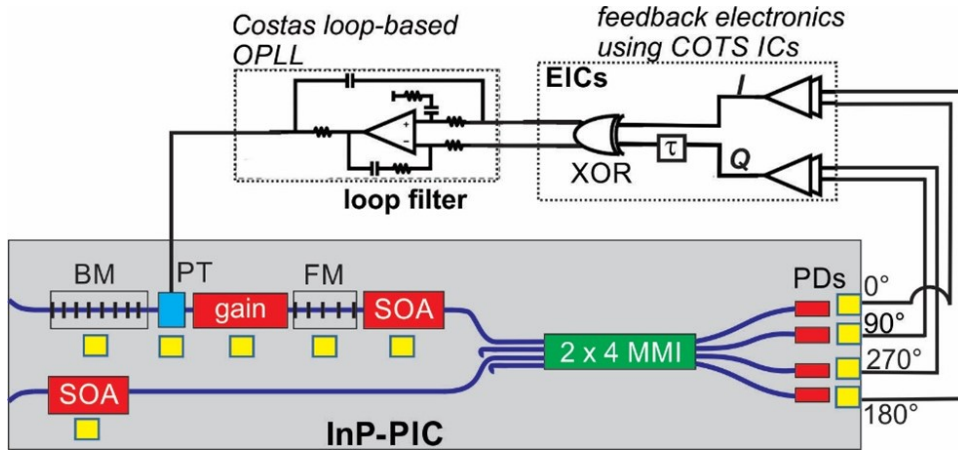 Costas loop-based
OPLL
feedback electronics
using COTS ICs
EICs
I
+
-
τ
Q
XOR
loop filter
BM
PT
FM
PDs
gain
SOA
0°
90°
2 x 4 MMI
270°
SOA
180°
InP-PIC